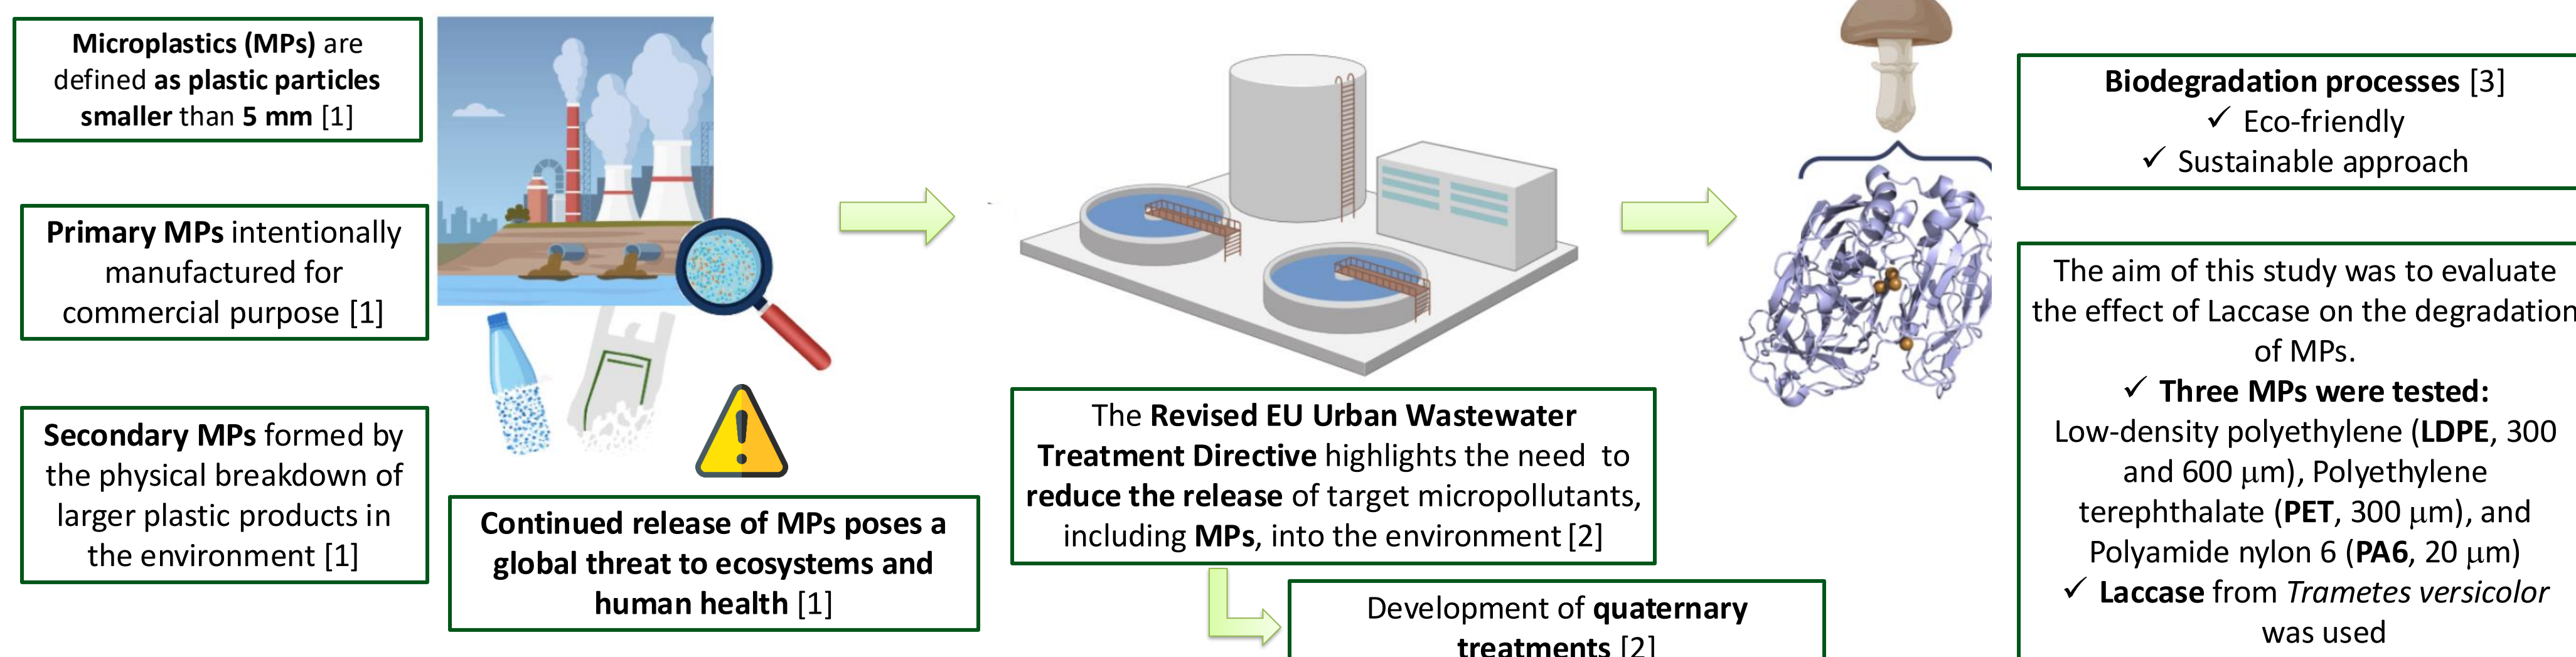 Microplastics (MPs) are
defined as plastic particles
smaller than 5 mm [1]
Primary MPs intentionally
manufactured for
commercial purpose [1]
Secondary MPs formed by
the physical breakdown of
larger plastic products in
the environment [1]
Continued release of MPs poses a
global threat to ecosystems and
human health [1]
The Revised EU Urban Wastewater
Treatment Directive highlights the need to
reduce the release of target micropollutants,
including MPs, into the environment [2]
Development of quaternary
treatments [2]
Biodegradation processes [3]
✓ Eco-friendly
✓ Sustainable approach
The aim of this study was to evaluate
the effect of Laccase on the degradation
of MPs.
✓ Three MPs were tested:
Low-density polyethylene (LDPE, 300
and 600 μm), Polyethylene
terephthalate (PET, 300 μm), and
Polyamide nylon 6 (PA6, 20 μm)
✓ Laccase from Trametes versicolor
was used